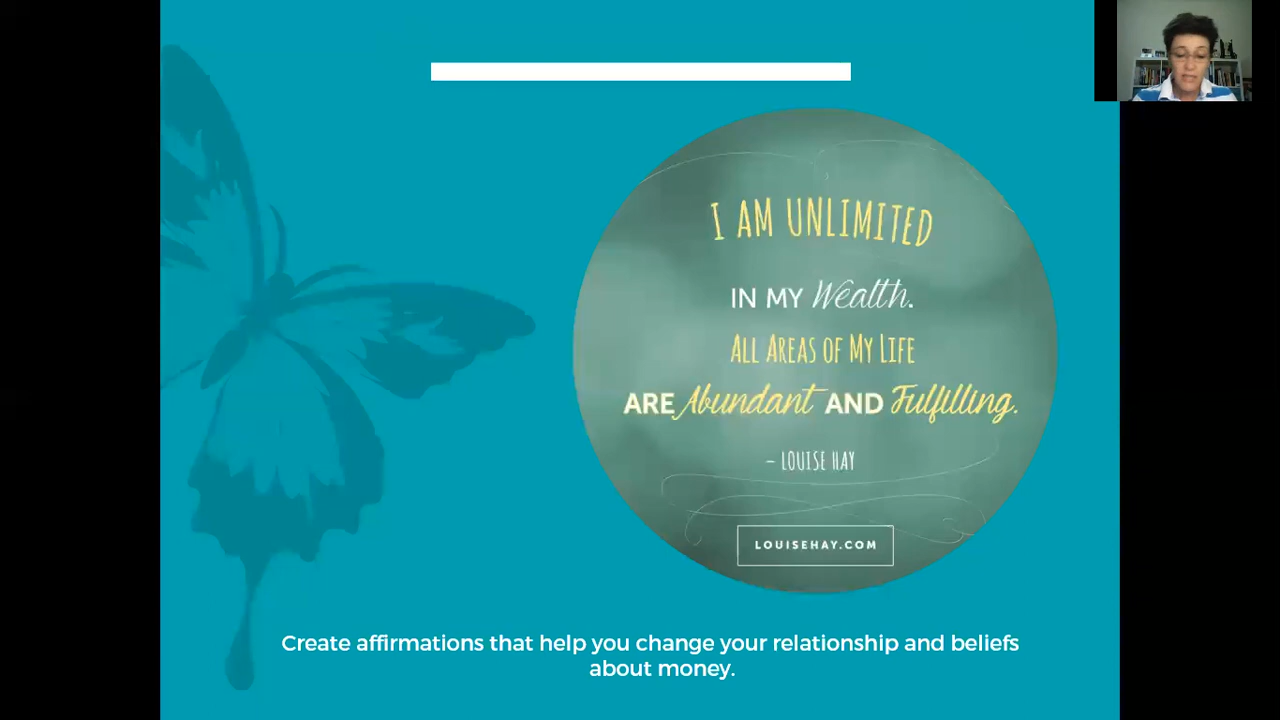 I AM UNLIMITED
IN MY Wealth.
ALL AREAS OF MY LIFE
ARE Abundant AND Fulfilling.
– LOUISE HAY
LOUISEHAY.COM
Create affirmations that help you change your relationship and beliefs
about money.